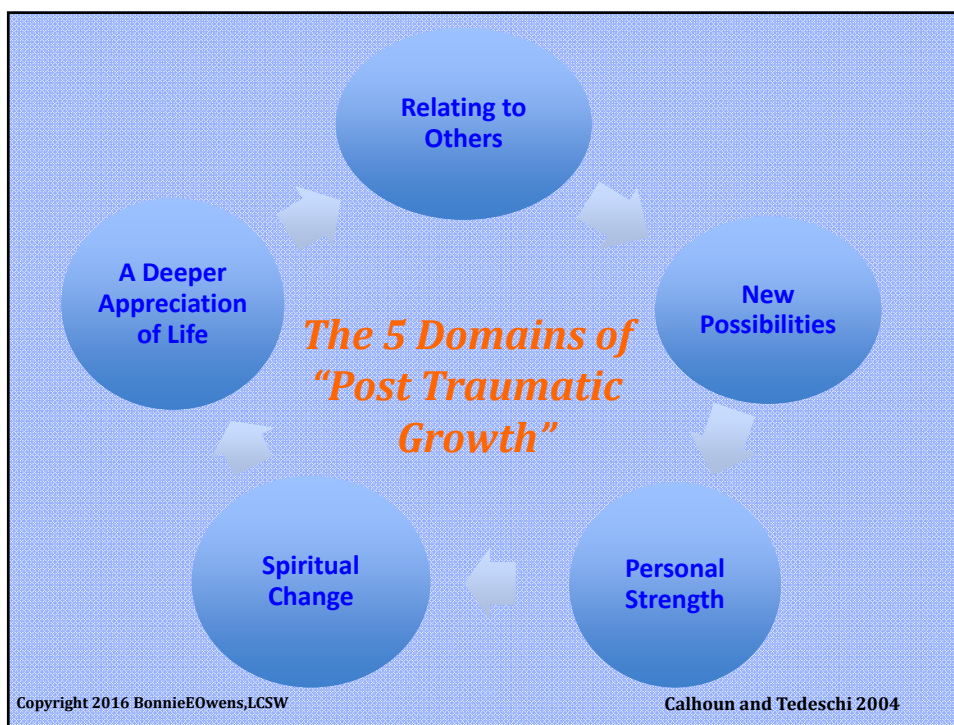 Relating to
Others
New
Possibilities
Personal
Strength
Spiritual
Change
A Deeper
Appreciation
of Life
The 5 Domains of
“Post Traumatic
Growth”
Copyright 2016 BonnieEOwens,LCSW
Calhoun and Tedeschi 2004